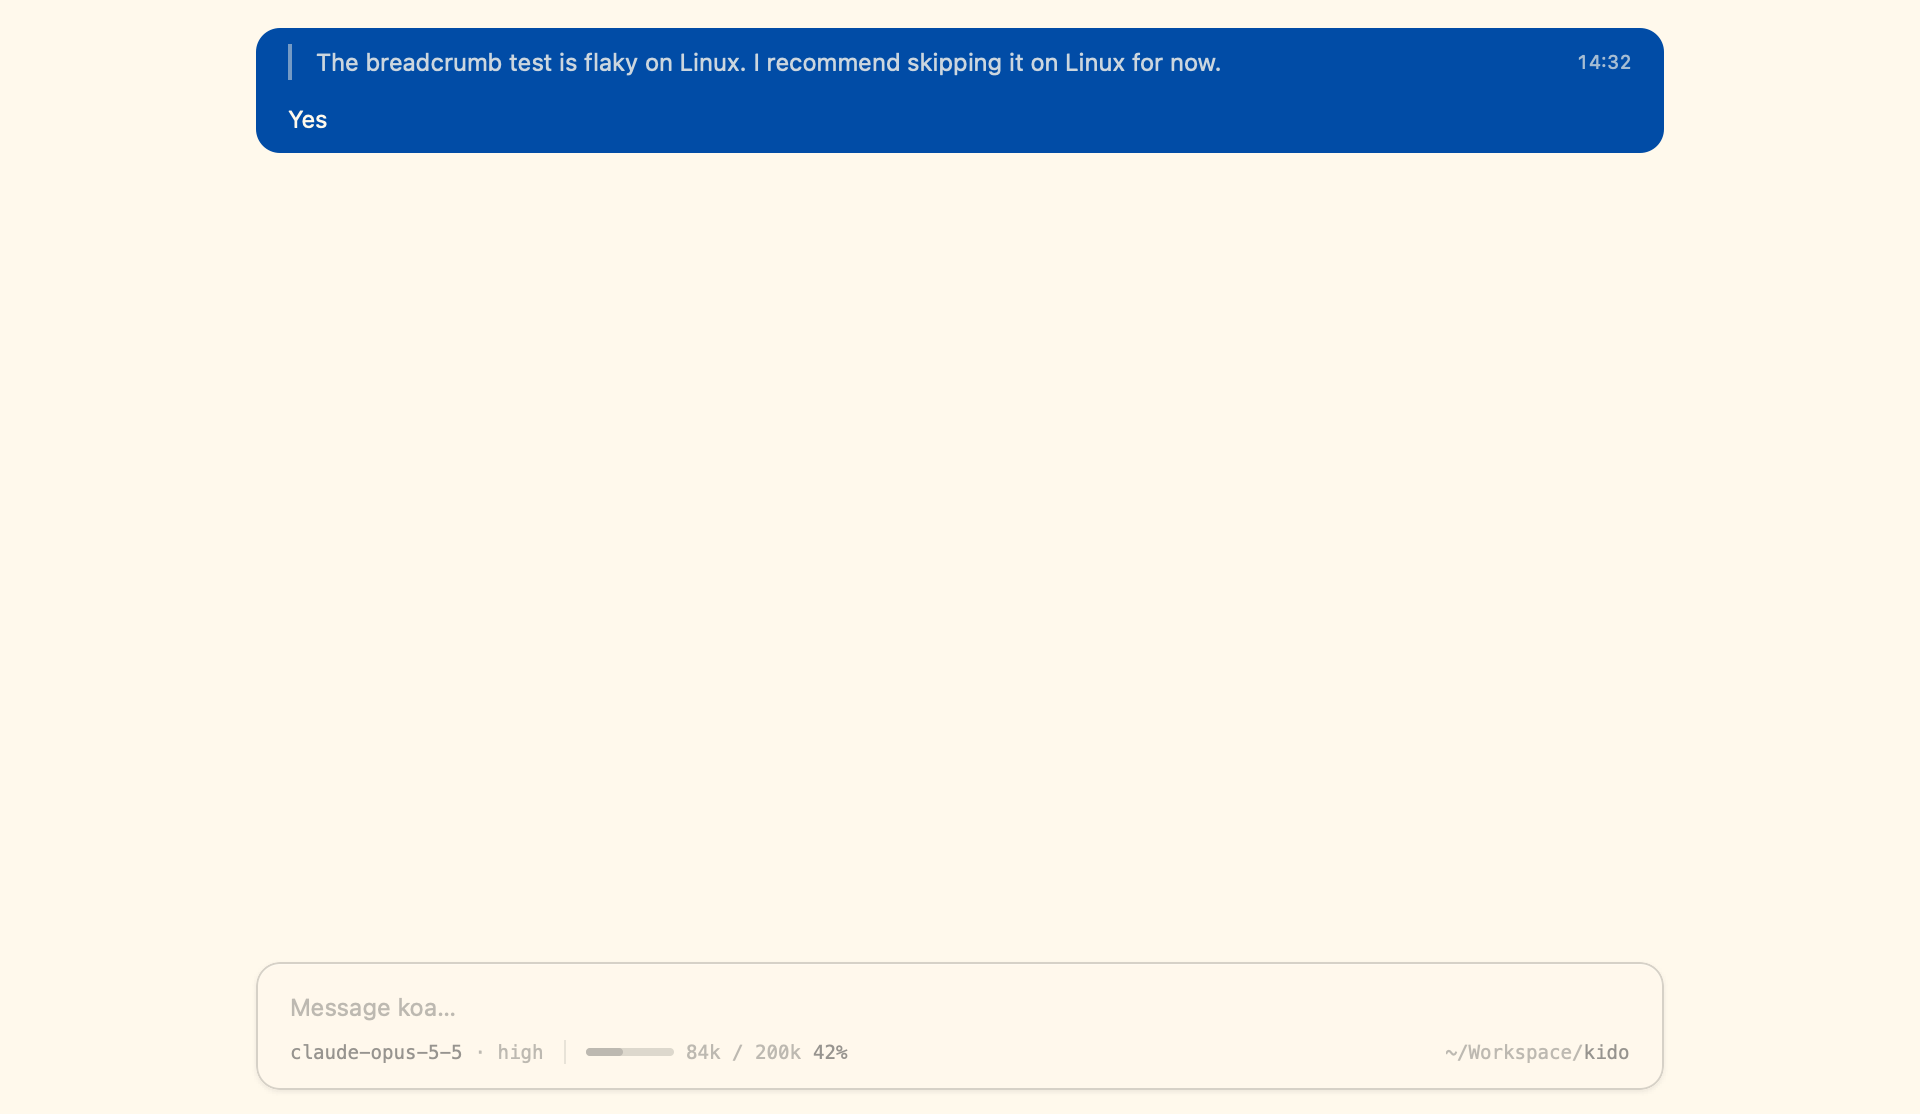 The breadcrumb test is flaky on Linux. I recommend skipping it on Linux for now. 14:32
Yes
Message koa...
claude-opus-5-5 · high 84k / 200k 42% ~/Workspace/kido